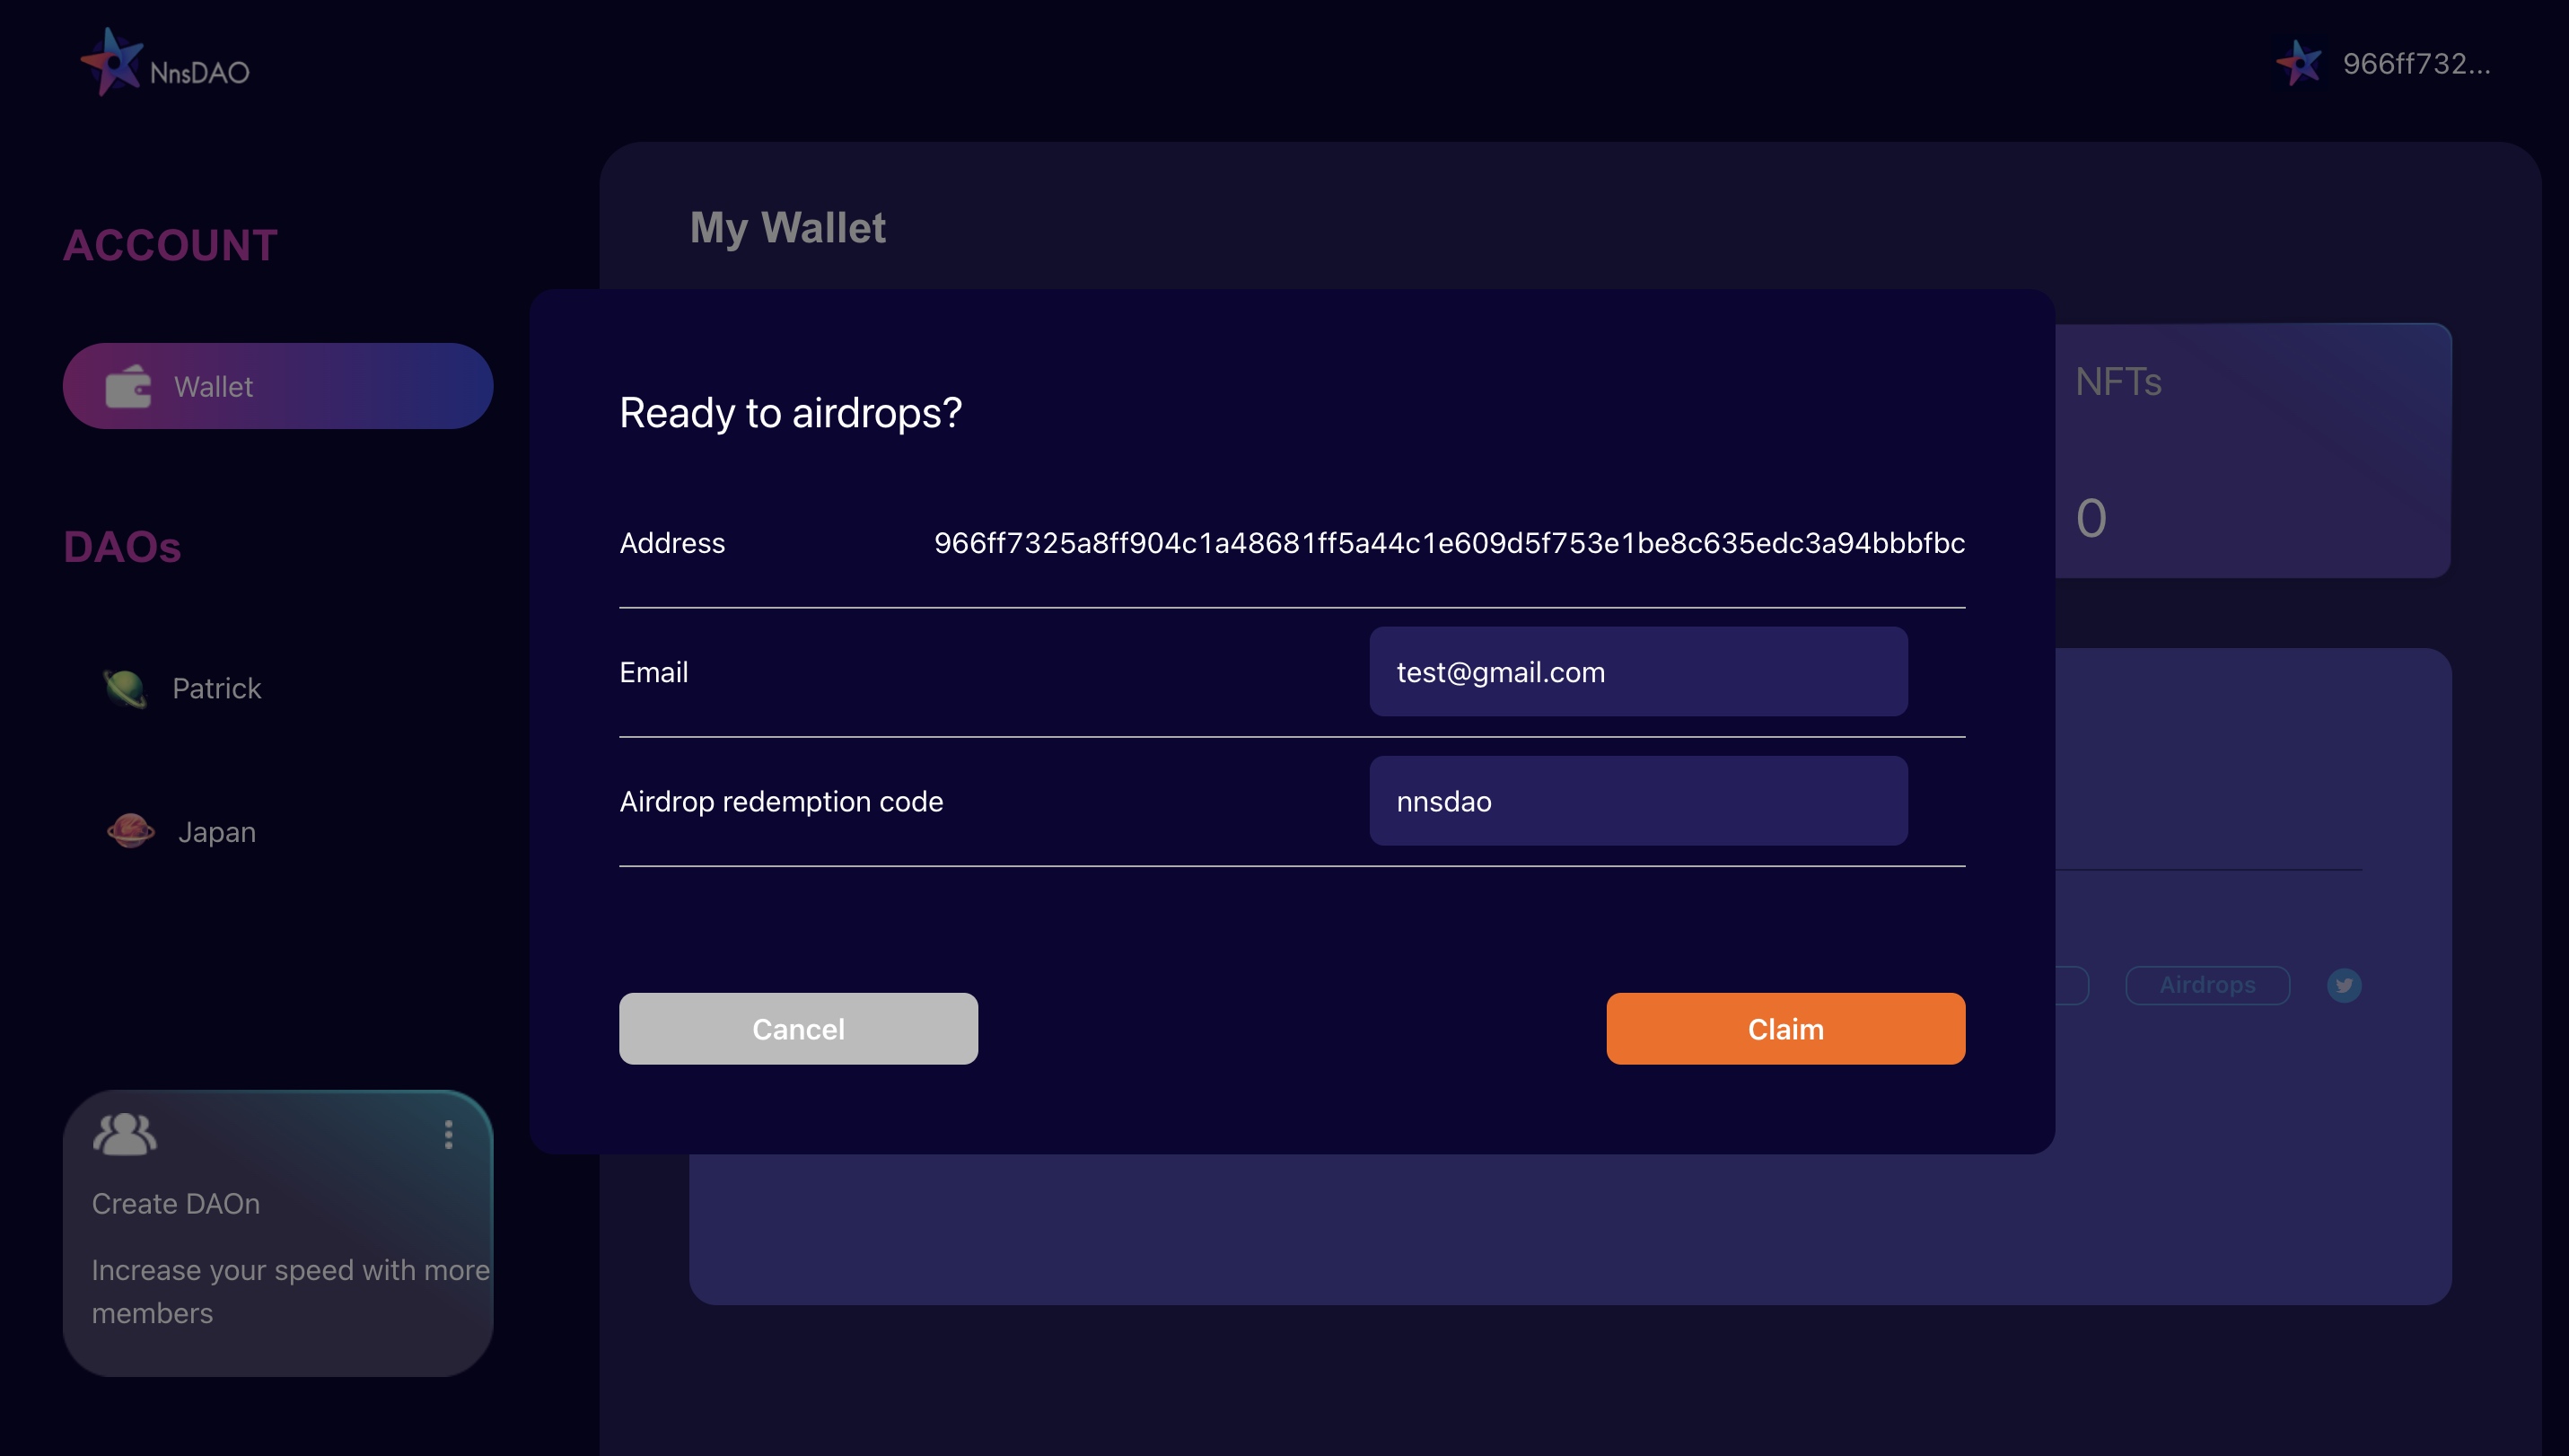 NnsDAO
966ff732...
ACCOUNT
Wallet
DAOs
Patrick
Japan
Create DAOn
Increase your speed with more
members
My Wallet
NFTs
0
Airdrops
Ready to airdrops?
Address 966ff7325a8ff904c1a48681ff5a44c1e609d5f753e1be8c635edc3a94bbbfbc
Email test@gmail.com
Airdrop redemption code nnsdao
Cancel Claim